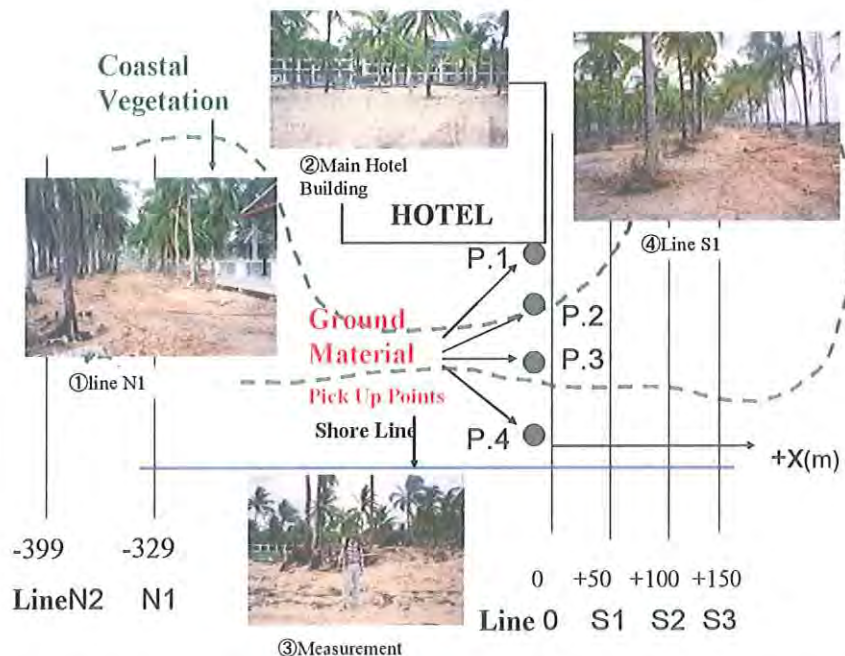 Coastal
Vegetation
②Main Hotel
Building
HOTEL
④Line S1
P.1
P.2
Ground
Material
P.3
①line N1
Pick Up Points
Shore Line
P.4
+X(m)
-399
-329
0
+50
+100
+150
LineN2
N1
Line 0
S1
S2
S3
③Measurement